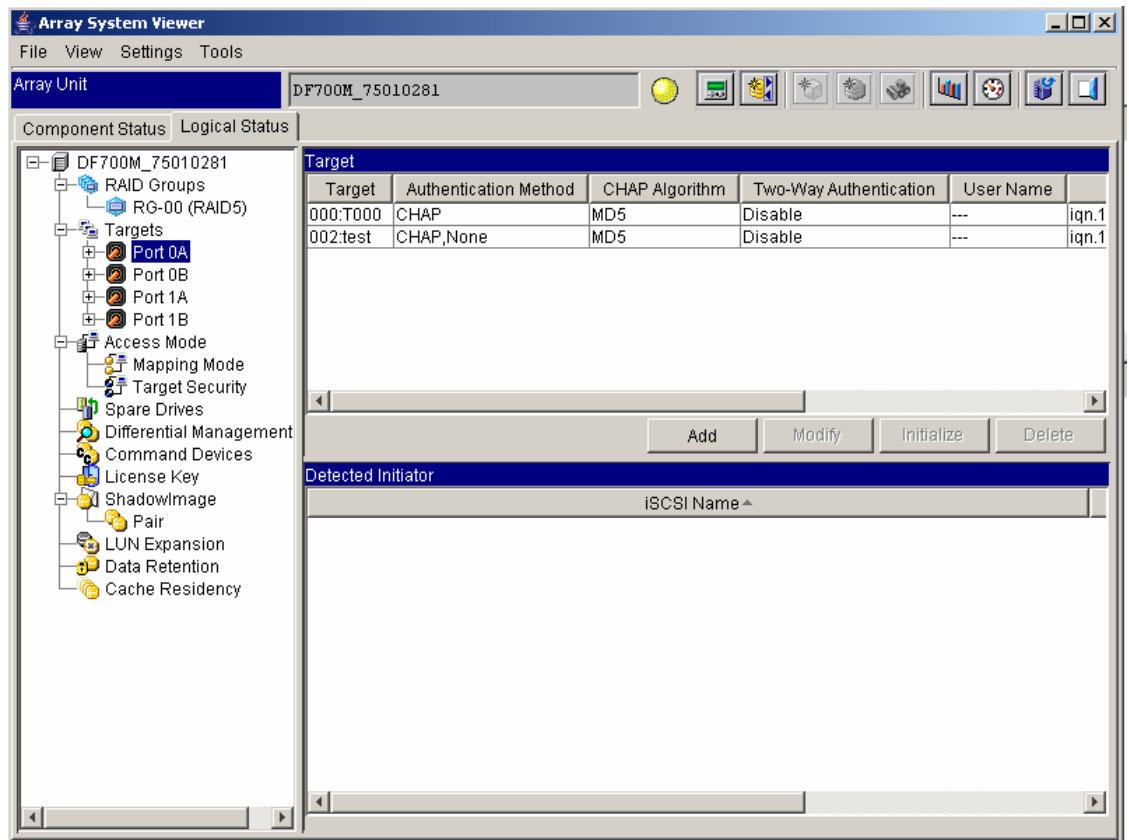 Array System Viewer
File View Settings Tools
Array Unit
DF700M_75010281
Component Status Logical Status
DF700M_75010281
RAID Groups
RG-00 (RAID5)
Targets
Port 0A
Port 0B
Port 1A
Port 1B
Access Mode
Mapping Mode
Target Security
Spare Drives
Differential Management
Command Devices
License Key
ShadowImage
Pair
LUN Expansion
Data Retention
Cache Residency
Target
Target Authentication Method CHAP Algorithm Two-Way Authentication User Name
000:T000 CHAP MD5 Disable --- iqn.1
002:test CHAP,None MD5 Disable --- iqn.1
Add Modify Initialize Delete
Detected Initiator
iSCSI Name